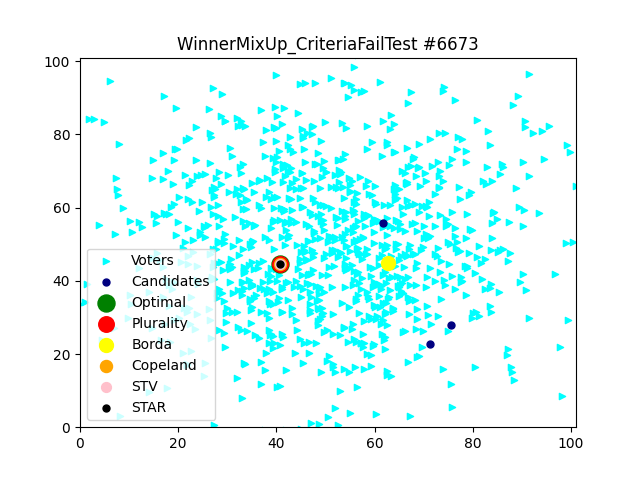 WinnerMixUp_CriteriaFailTest #6673
100
80
60
40
20
0
0 20 40 60 80 100
Voters
Candidates
Optimal
Plurality
Borda
Copeland
STV
STAR